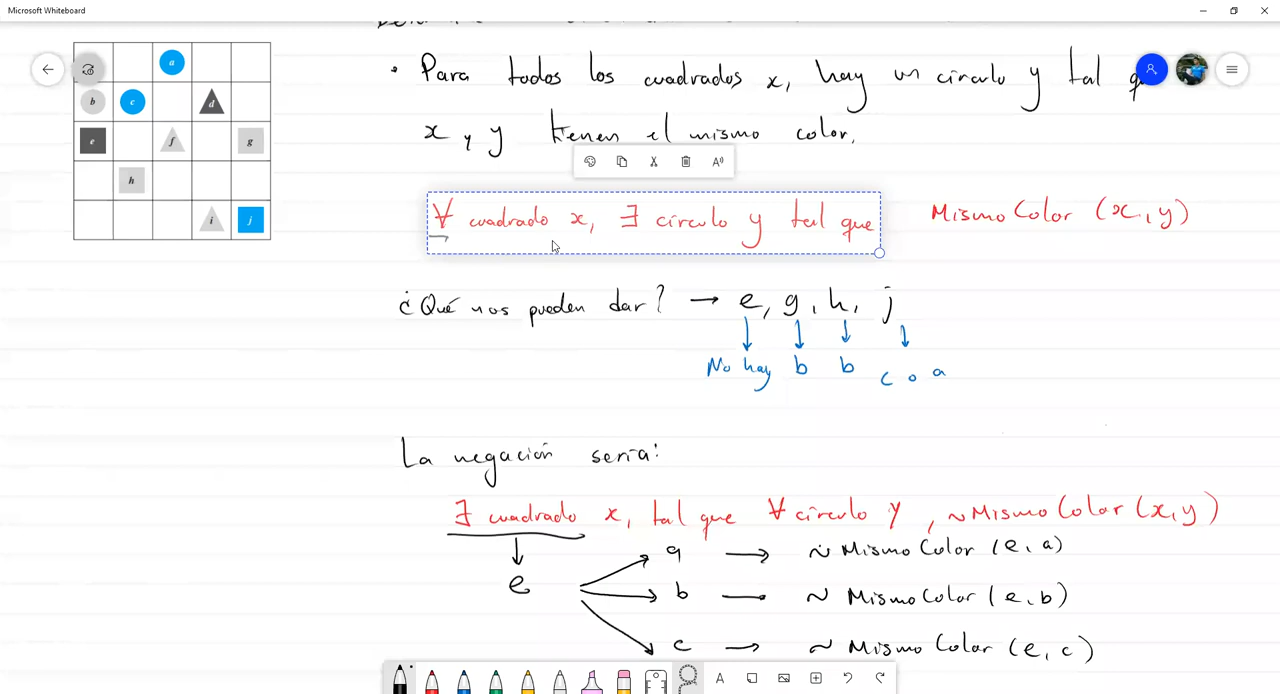 Microsoft Whiteboard
a
b c d
e f g
h
i j
• Para todos los cuadrados x, hay un círculo y tal
x, y tienen el mismo color.
∀ cuadrado x, ∃ círculo y tal que MismoColor (x, y)
¿Qué nos pueden dar? → e, g, h, j
No hay b b c o a
La negación sería:
∃ cuadrado x, tal que ∀ círculo y, ~MismoColor (x, y)
a → ~ MismoColor (e, a)
e b → ~ MismoColor (e, b)
c → ~ MismoColor (e, c)